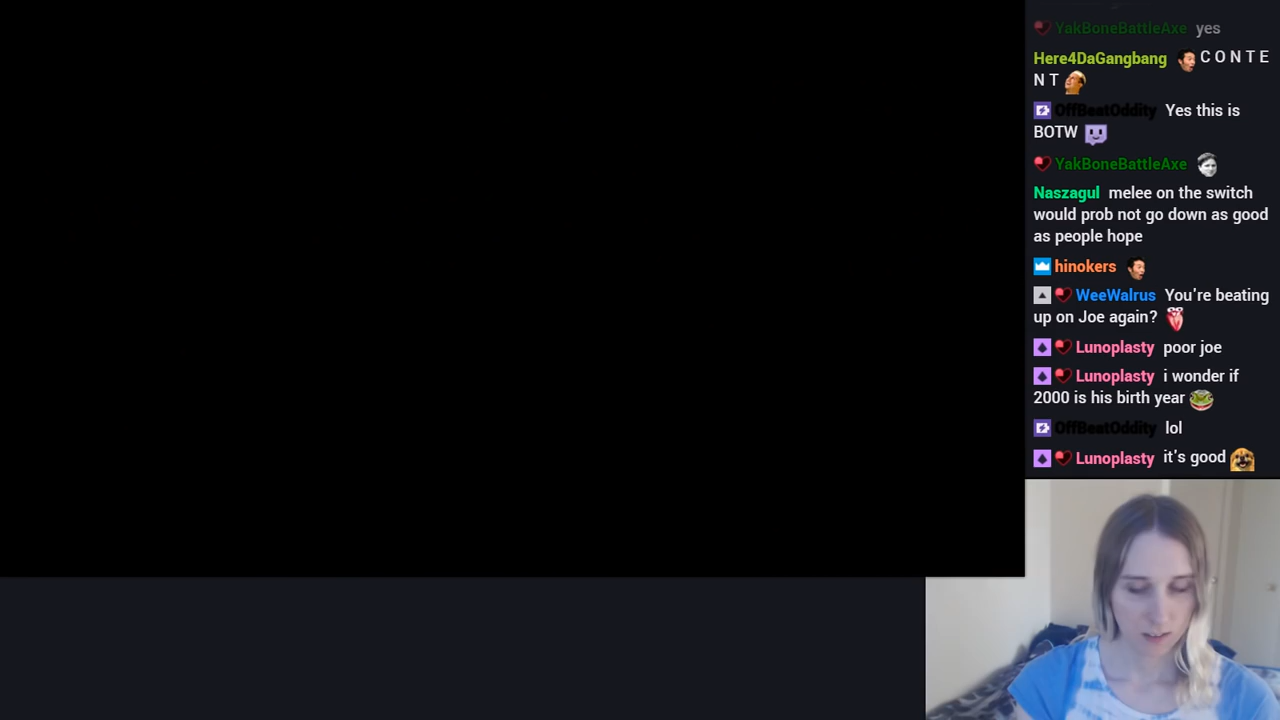 YakBoneBattleAxe yes
Here4DaGangbang C O N T E
N T
OffBeatOddity Yes this is
BOTW
YakBoneBattleAxe
Naszagul melee on the switch
would prob not go down as good
as people hope
hinokers
WeeWalrus You're beating
up on Joe again?
Lunoplasty poor joe
Lunoplasty i wonder if
2000 is his birth year
OffBeatOddity lol
Lunoplasty it's good